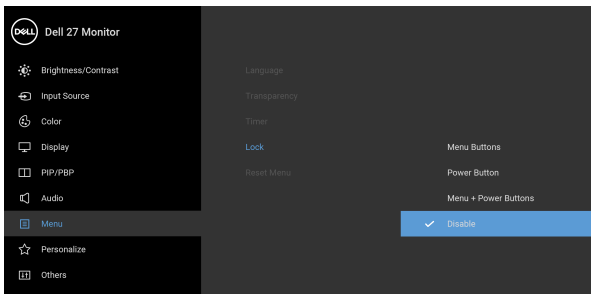 DELL Dell 27 Monitor
Brightness/Contrast
Input Source
Color
Display
PIP/PBP
Audio
Menu
Personalize
Others
Language
Transparency
Timer
Lock
Reset Menu
Menu Buttons
Power Button
Menu + Power Buttons
Disable